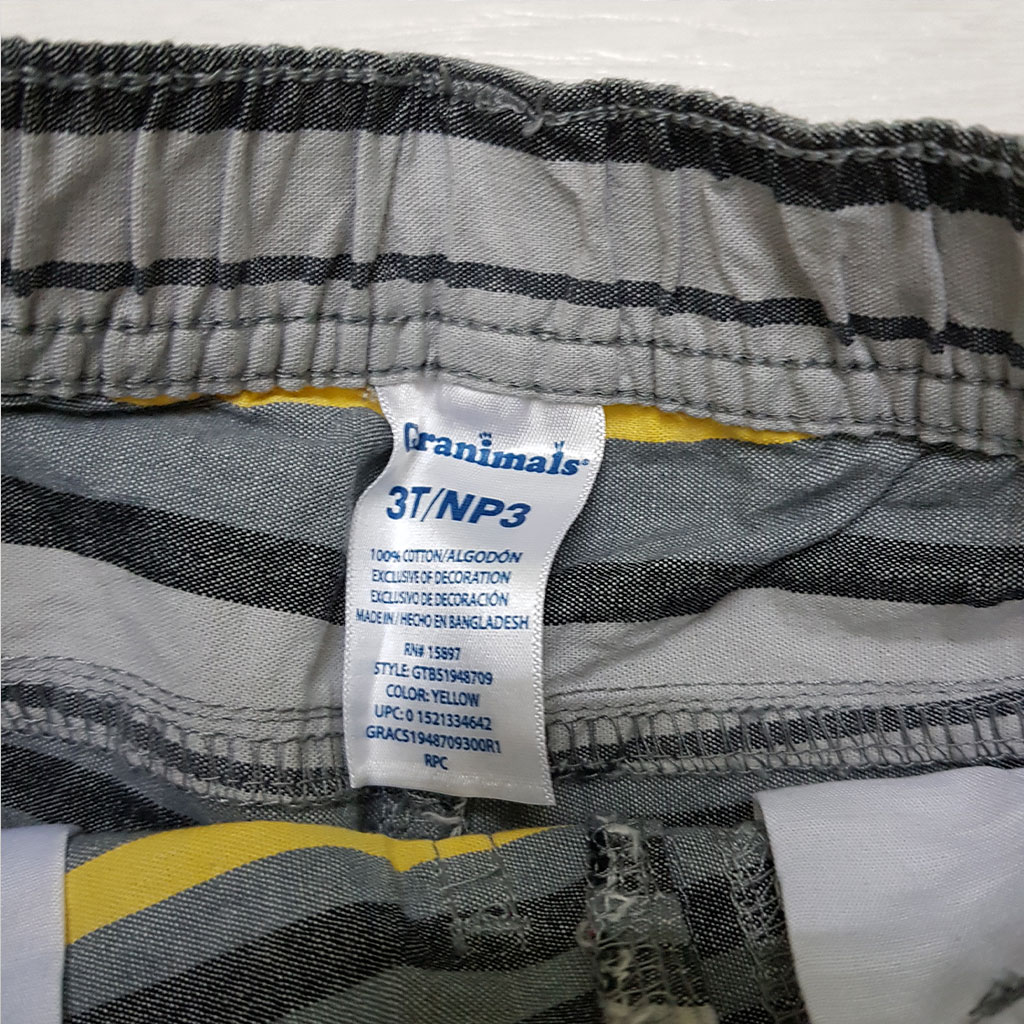 Garanimals®
3T/NP3
100% COTTON/ALGODÓN
EXCLUSIVE OF DECORATION
EXCLUSIVO DE DECORACIÓN
MADE IN / HECHO EN BANGLADESH
RN# 15897
STYLE: GTB51948709
COLOR: YELLOW
UPC: 0 1521334642
GRACS1948709300R1
RPC